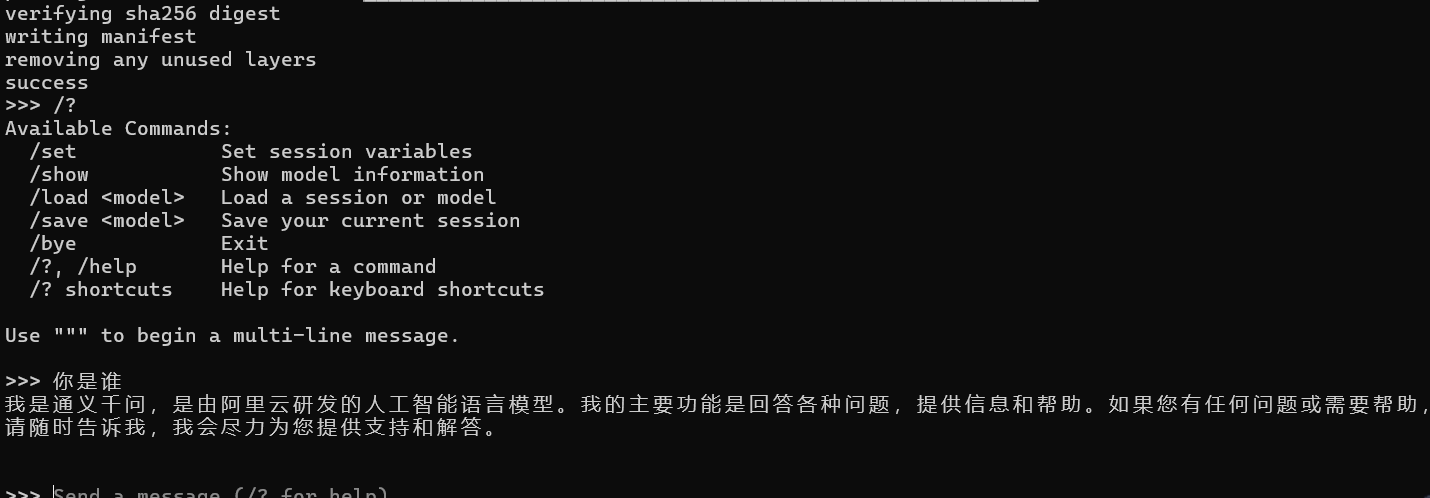 verifying sha256 digest
writing manifest
removing any unused layers
success
>>> /?
Available Commands:
  /set            Set session variables
  /show           Show model information
  /load <model>   Load a session or model
  /save <model>   Save your current session
  /bye            Exit
  /?, /help       Help for a command
  /? shortcuts    Help for keyboard shortcuts
Use """ to begin a multi-line message.
>>> 你是谁
我是通义千问，是由阿里云研发的人工智能语言模型。我的主要功能是回答各种问题，提供信息和帮助。如果您有任何问题或需要帮助，
请随时告诉我，我会尽力为您提供支持和解答。
>>> Send a message (/? for help)